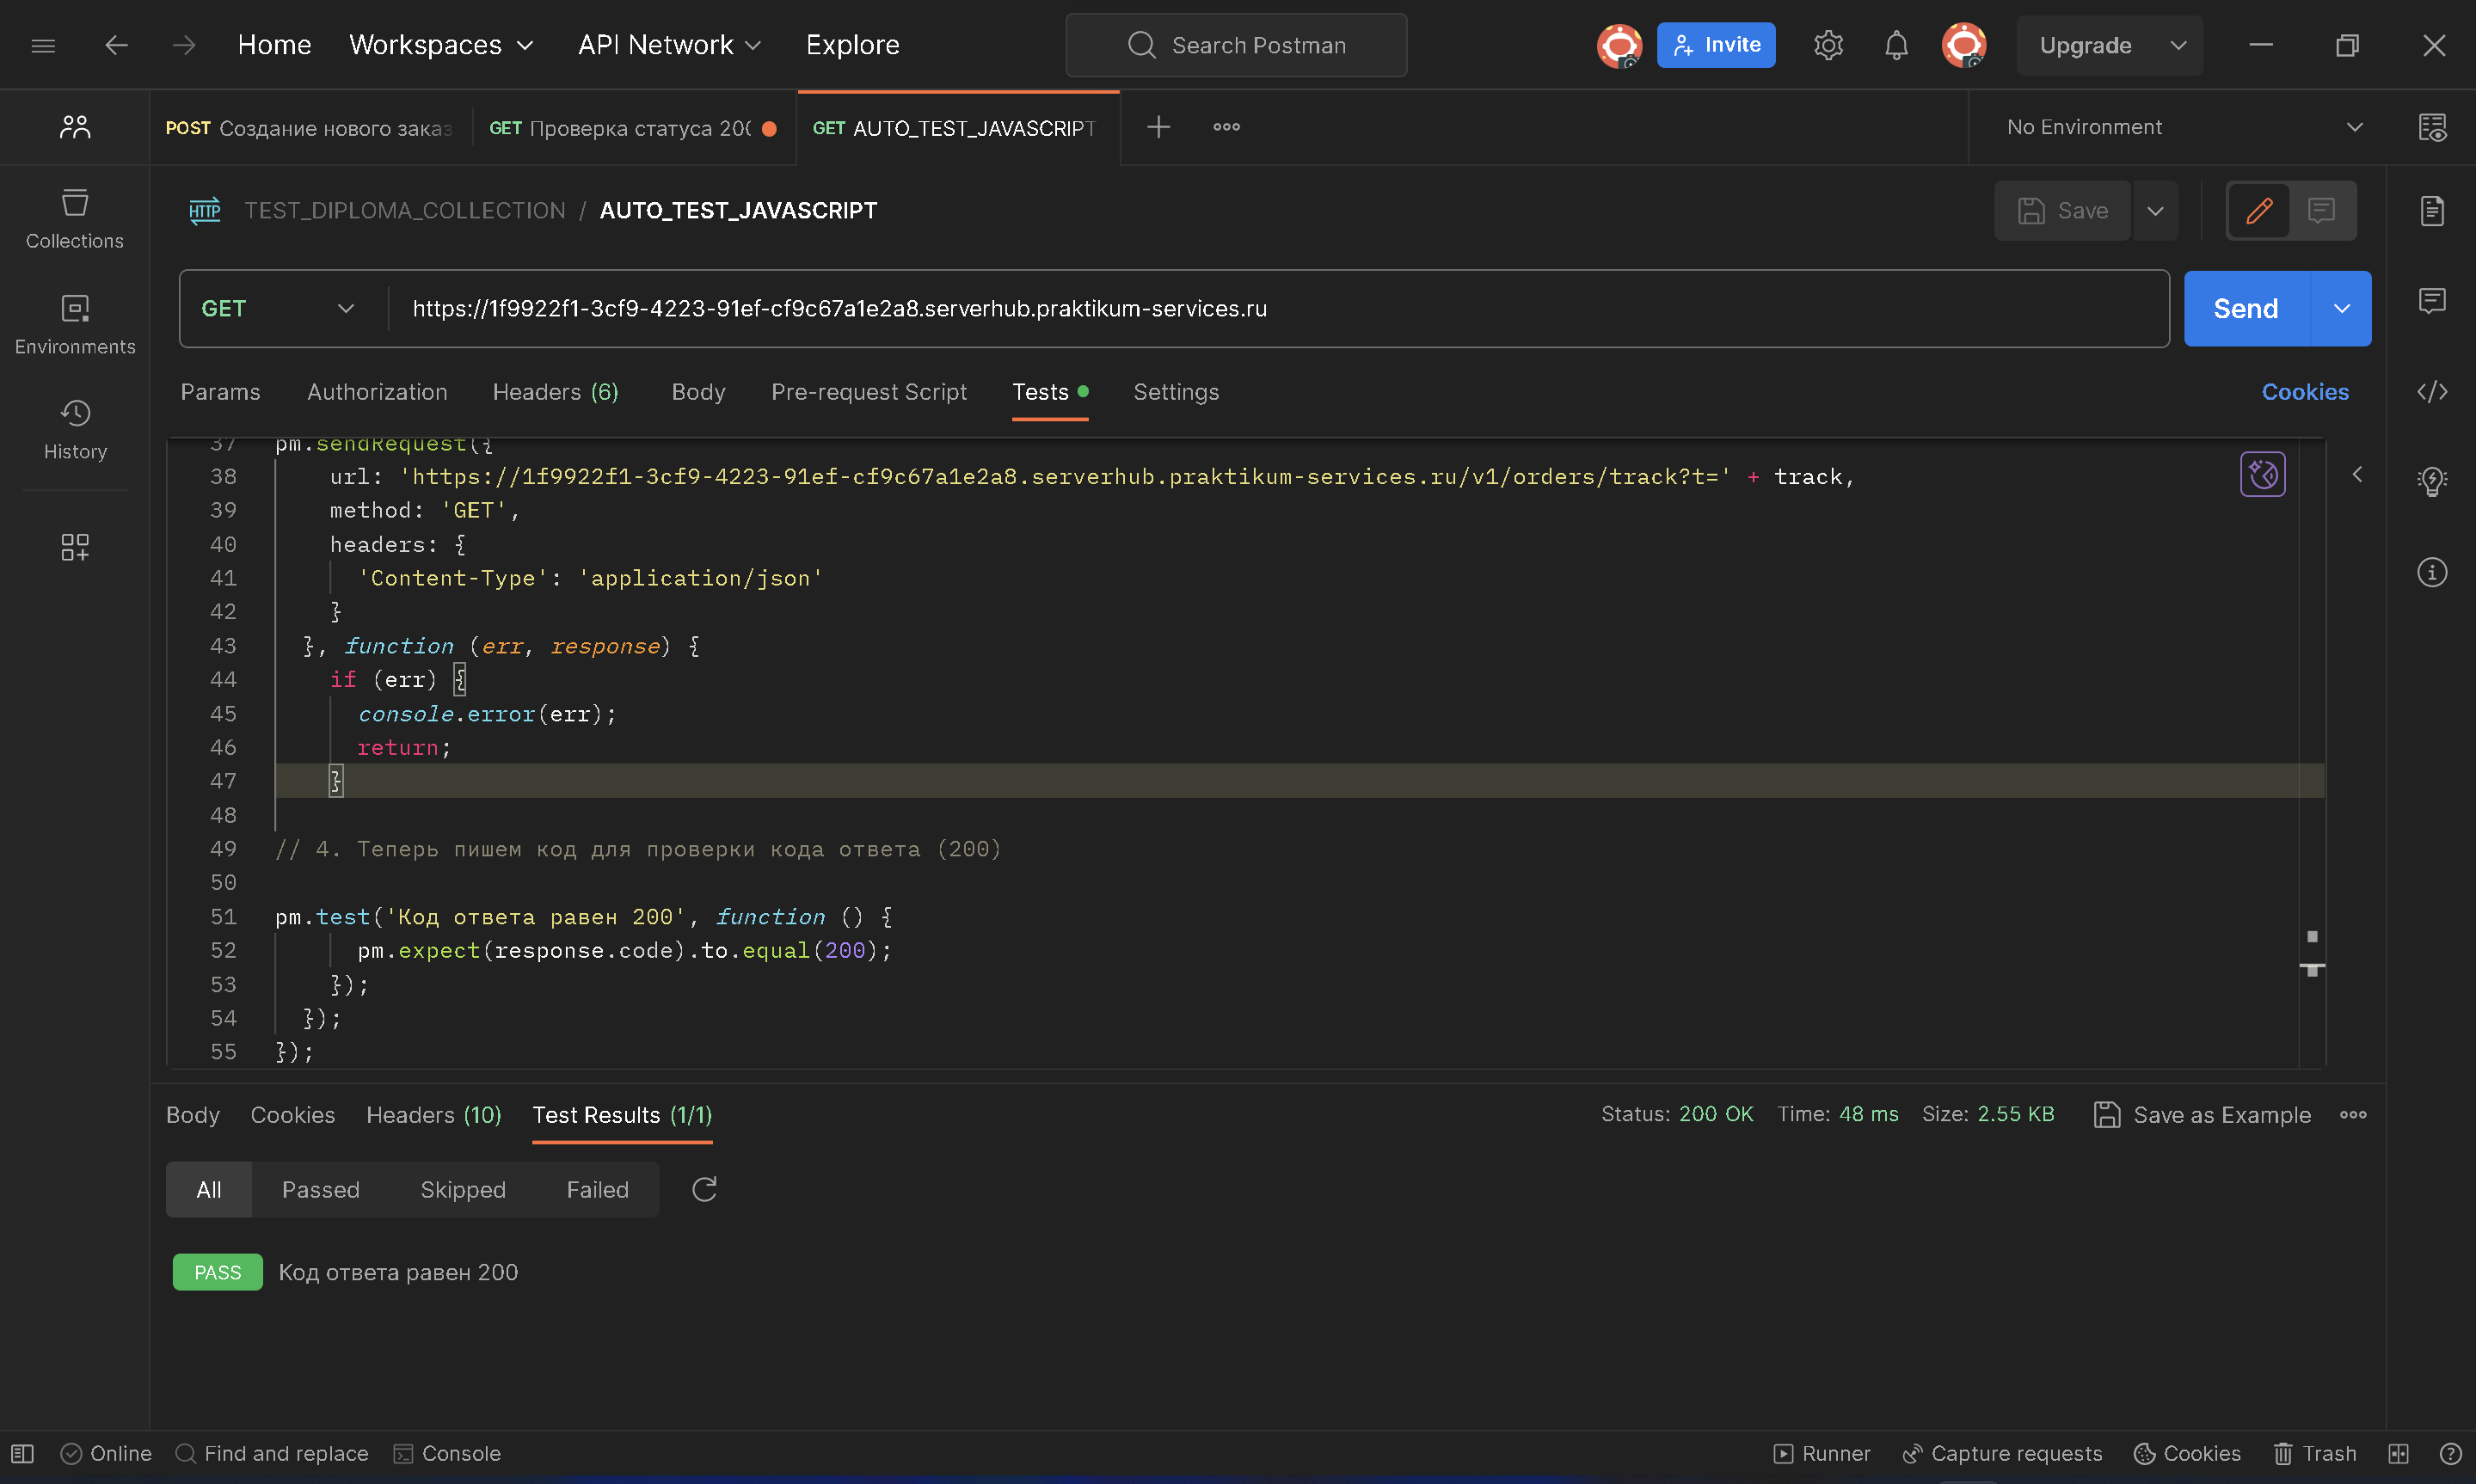 Home Workspaces API Network Explore Search Postman Invite Upgrade
POST Создание нового заказ GET Проверка статуса 20 GET AUTO_TEST_JAVASCRIPT No Environment
HTTP TEST_DIPLOMA_COLLECTION / AUTO_TEST_JAVASCRIPT Save
Collections
GET https://1f9922f1-3cf9-4223-91ef-cf9c67a1e2a8.serverhub.praktikum-services.ru Send
Environments
Params Authorization Headers (6) Body Pre-request Script Tests Settings Cookies
History
37 pm.sendRequest({
38 url: 'https://1f9922f1-3cf9-4223-91ef-cf9c67a1e2a8.serverhub.praktikum-services.ru/v1/orders/track?t=' + track,
39 method: 'GET',
40 headers: {
41 'Content-Type': 'application/json'
42 }
43 }, function (err, response) {
44 if (err) {
45 console.error(err);
46 return;
47 }
48
49 // 4. Теперь пишем код для проверки кода ответа (200)
50
51 pm.test('Код ответа равен 200', function () {
52 pm.expect(response.code).to.equal(200);
53 });
54 });
55 });
Body Cookies Headers (10) Test Results (1/1) Status: 200 OK Time: 48 ms Size: 2.55 KB Save as Example
All Passed Skipped Failed
PASS Код ответа равен 200
Online Find and replace Console Runner Capture requests Cookies Trash